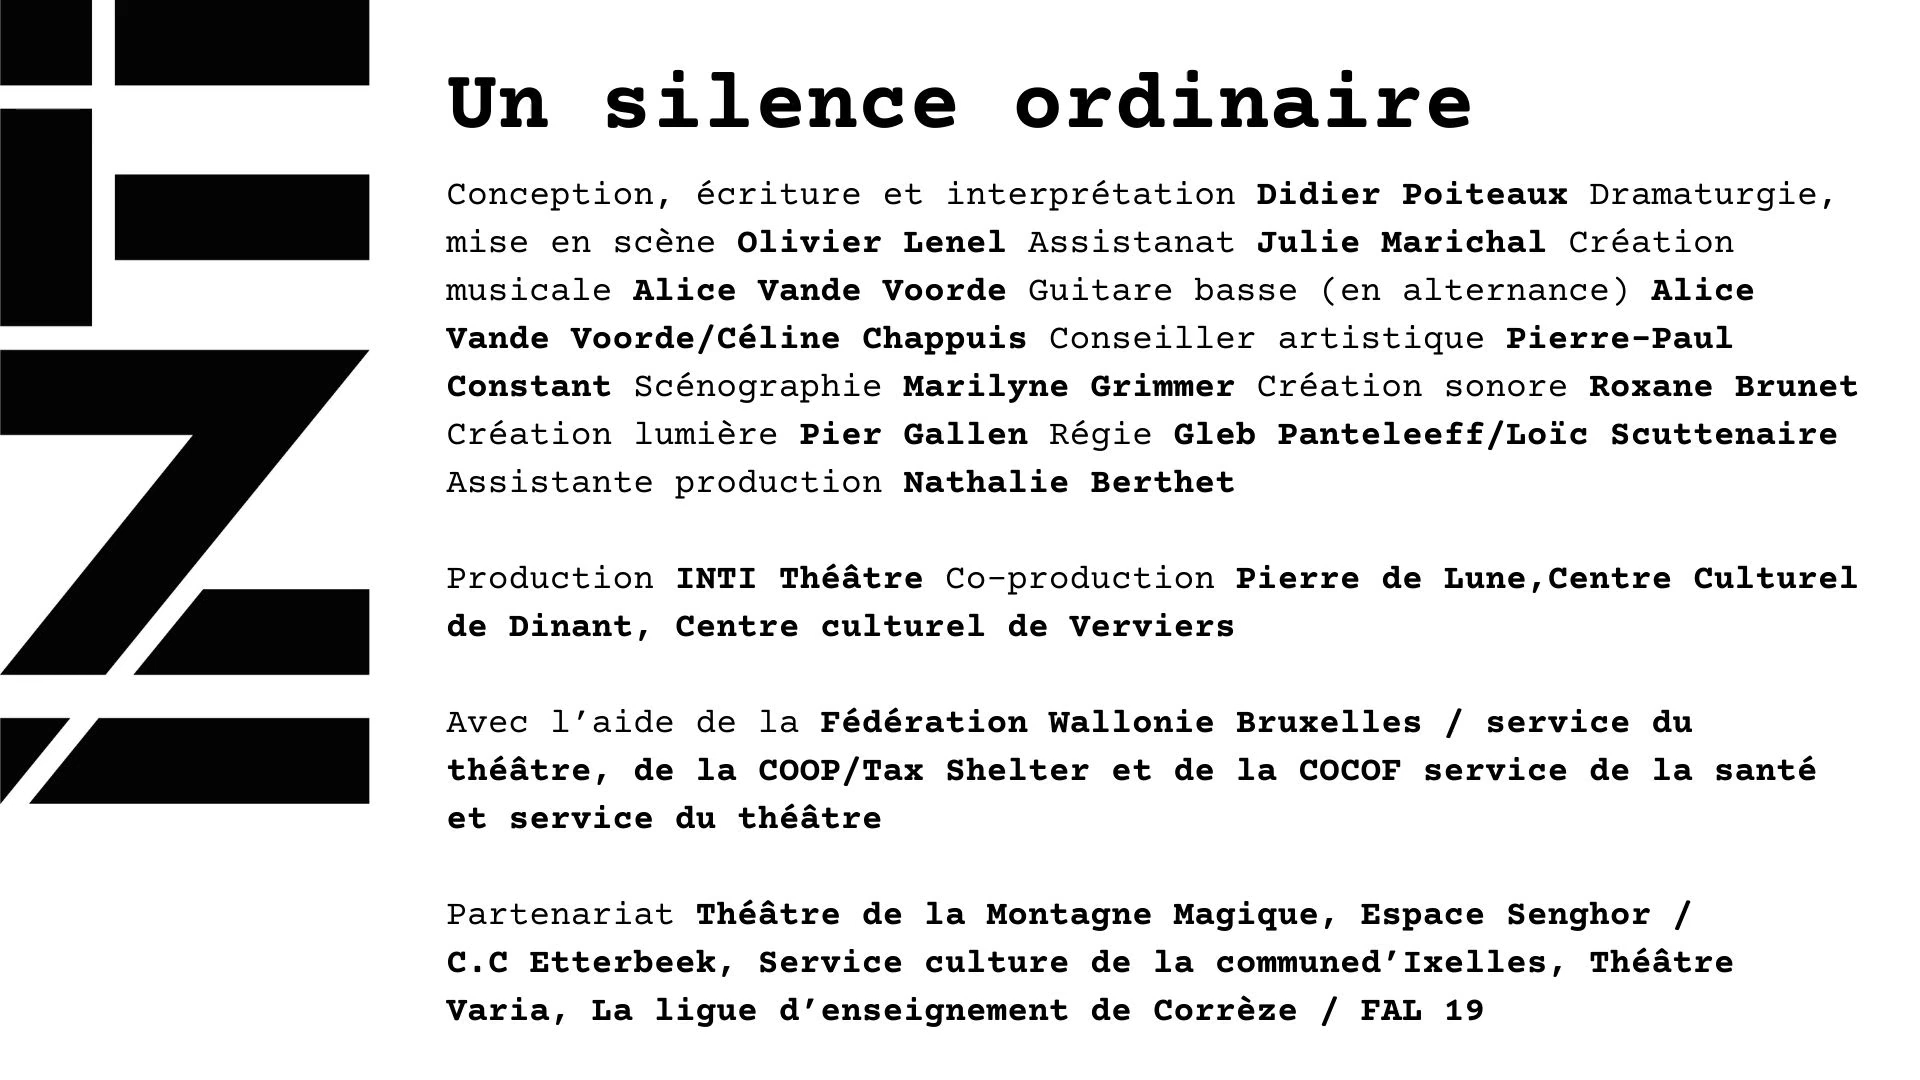 Un silence ordinaire
Conception, écriture et interprétation Didier Poiteaux Dramaturgie,
mise en scène Olivier Lenel Assistanat Julie Marichal Création
musicale Alice Vande Voorde Guitare basse (en alternance) Alice
Vande Voorde/Céline Chappuis Conseiller artistique Pierre-Paul
Constant Scénographie Marilyne Grimmer Création sonore Roxane Brunet
Création lumière Pier Gallen Régie Gleb Panteleeff/Loïc Scuttenaire
Assistante production Nathalie Berthet
Production INTI Théâtre Co-production Pierre de Lune,Centre Culturel
de Dinant, Centre culturel de Verviers
Avec l’aide de la Fédération Wallonie Bruxelles / service du
théâtre, de la COOP/Tax Shelter et de la COCOF service de la santé
et service du théâtre
Partenariat Théâtre de la Montagne Magique, Espace Senghor /
C.C Etterbeek, Service culture de la communed’Ixelles, Théâtre
Varia, La ligue d’enseignement de Corrèze / FAL 19